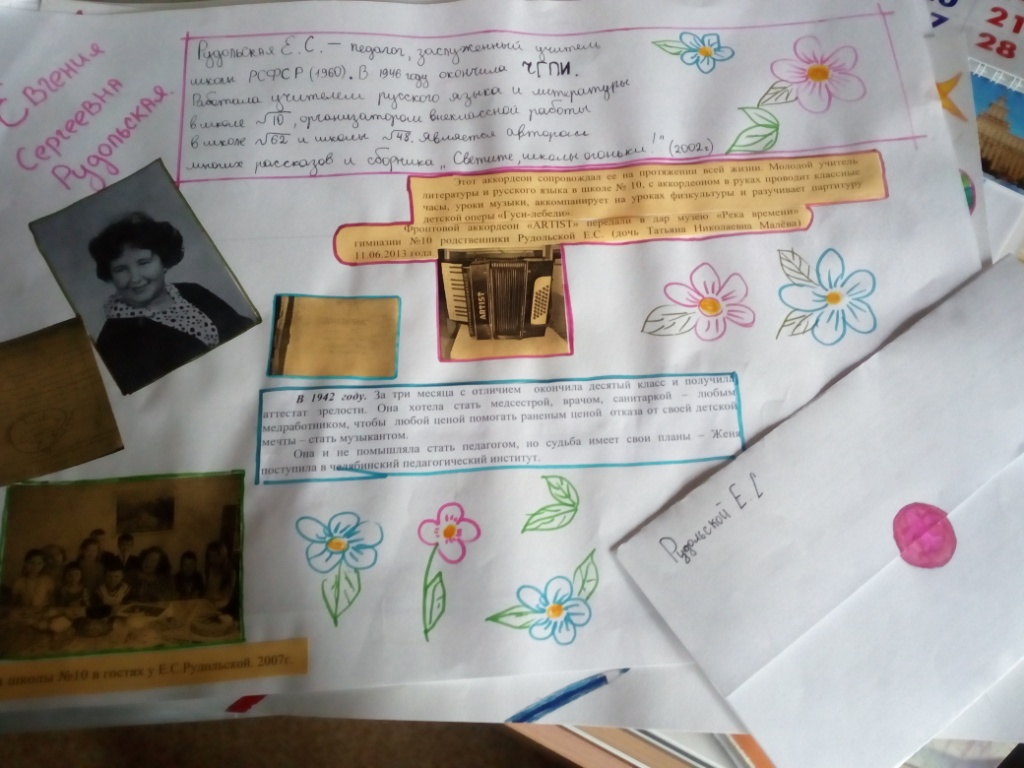 Евгения
Сергеевна
Рудольская.
Рудольская Е.С. – педагог, заслуженный учитель
школ РСФСР (1960). В 1946 году окончила ЧГПИ.
Работала учителем русского языка и литературы
в школе №10, организатором внеклассной работы
в школе №62 и школы №48. Является автором
многих рассказов и сборника „Светите, школы огоньки!" (2002г)
Этот аккордеон сопровождал ее на протяжении всей жизни. Молодой учитель
литературы и русского языка в школе № 10, с аккордеоном в руках проводит классные
часы, уроки музыки, аккомпанирует на уроках физкультуры и разучивает партитуру
детской оперы «Гуси-лебеди».
Фронтовой аккордеон «ARTIST» передали в дар музею «Река времени»
гимназии №10 родственники Рудольской Е.С. (дочь Татьяна Николаевна Малёва)
11.06.2013 года
ARTIST
В 1942 году. За три месяца с отличием окончила десятый класс и получила
аттестат зрелости. Она хотела стать медсестрой, врачом, санитаркой – любым
медработником, чтобы любой ценой помогать раненым ценой отказа от своей детской
мечты – стать музыкантом.
Она и не помышляла стать педагогом, но судьба имеет свои планы – Женя
поступила в челябинский педагогический институт.
школы №10 в гостях у Е.С.Рудольской. 2007г.
Рудольской Е.С
21
28